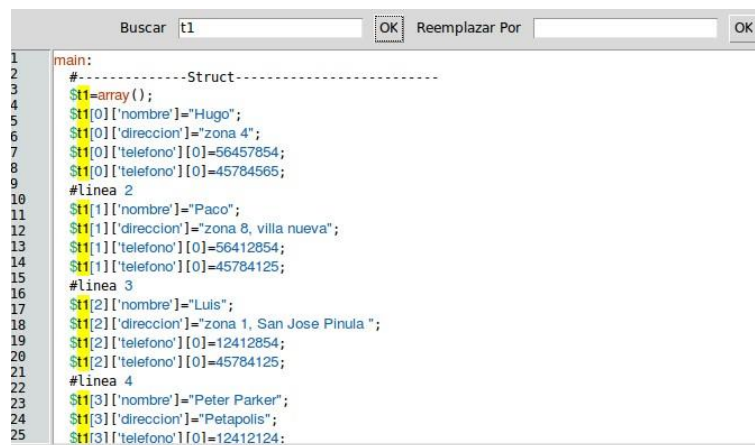 Buscar t1 OK Reemplazar Por OK
1 main:
2 #--------------Struct--------------------------
3 $t1=array();
4 $t1[0]['nombre']="Hugo";
5 $t1[0]['direccion']="zona 4";
6 $t1[0]['telefono'][0]=56457854;
7 $t1[0]['telefono'][0]=45784565;
8 #linea 2
9 $t1[1]['nombre']="Paco";
10 $t1[1]['direccion']="zona 8, villa nueva";
11 $t1[1]['telefono'][0]=56412854;
12 $t1[1]['telefono'][0]=45784125;
13 #linea 3
14 $t1[2]['nombre']="Luis";
15 $t1[2]['direccion']="zona 1, San Jose Pinula ";
16 $t1[2]['telefono'][0]=12412854;
17 $t1[2]['telefono'][0]=45784125;
18 #linea 4
19 $t1[3]['nombre']="Peter Parker";
20 $t1[3]['direccion']="Petapolis";
21 $t1[3]['telefono'][0]=12412124;
22
23
24
25